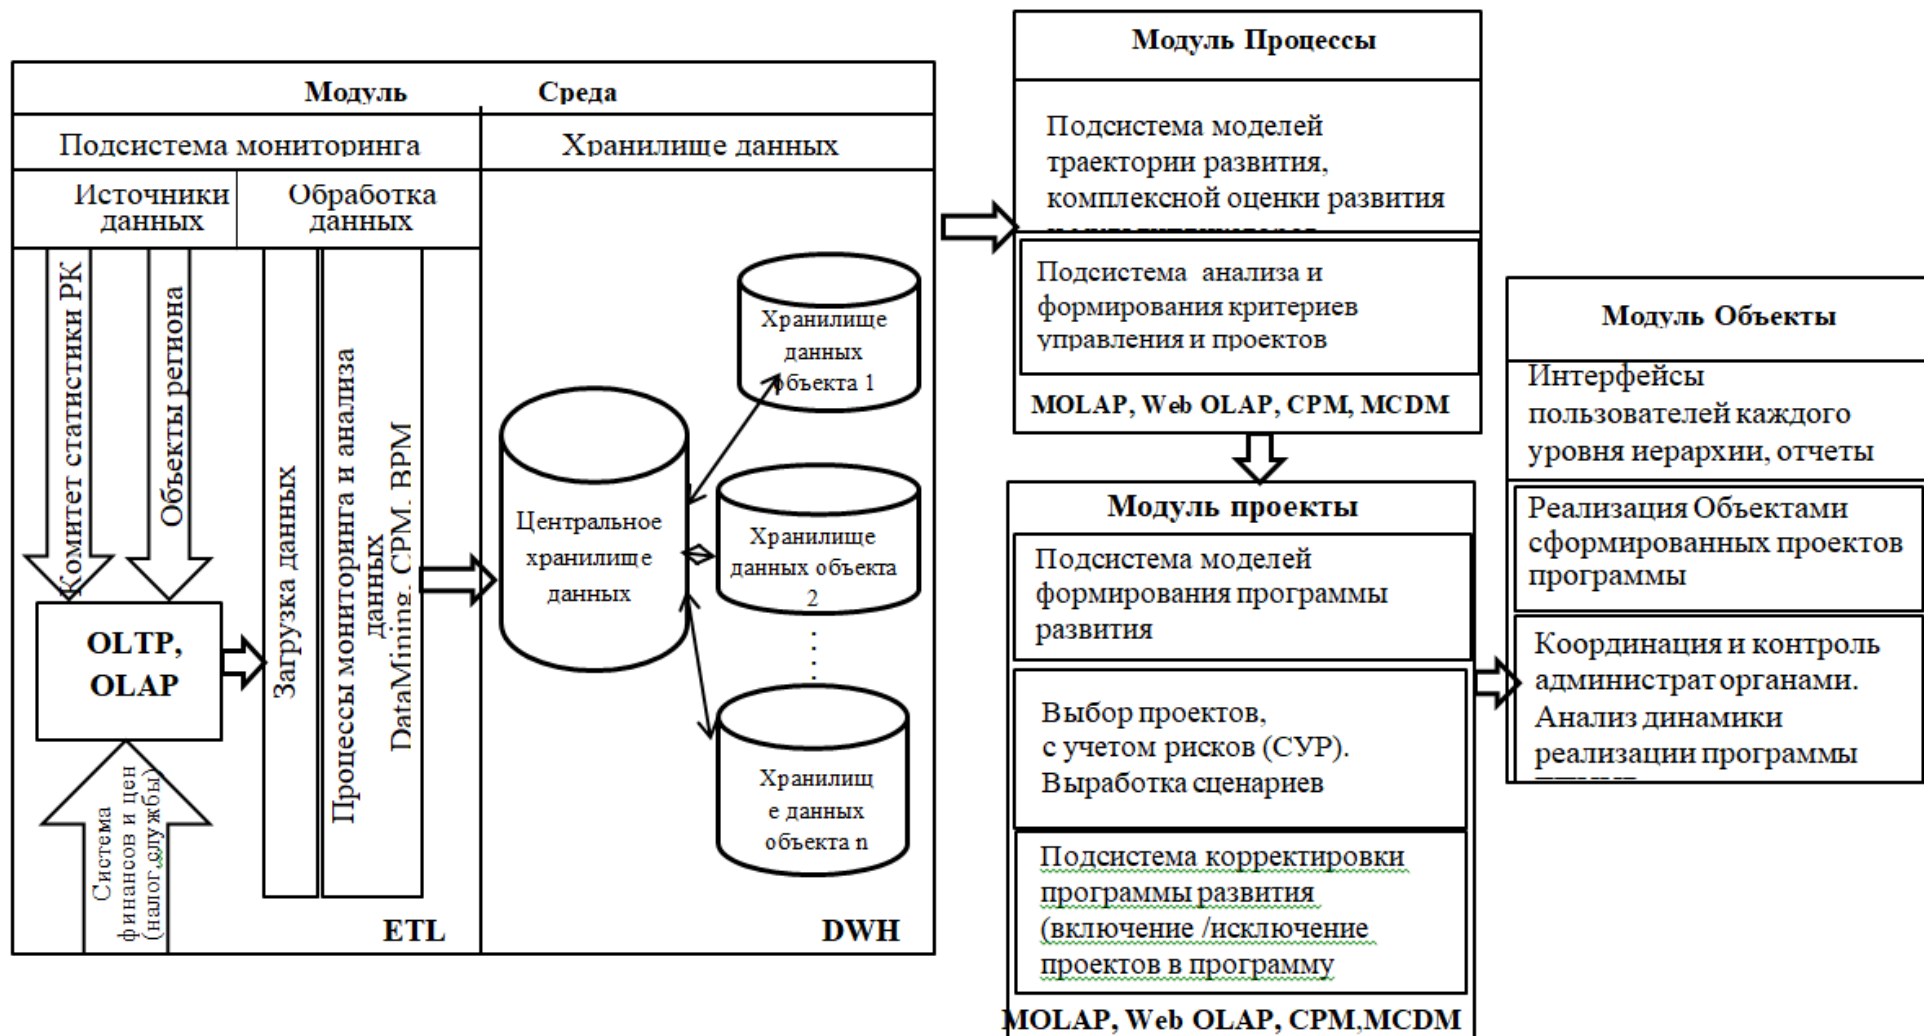 Модуль Среда
Подсистема мониторинга
Хранилище данных
Источники
данных
Обработка
данных
Комитет статистики РК
Объекты региона
OLTP,
OLAP
Система
финансов и цен
(налог.службы)
Загрузка данных
Процессы мониторинга и анализа
данных
DataMining, CPM, BPM
ETL
Центральное
хранилище
данных
Хранилище
данных
объекта 1
Хранилище
данных объекта
2
Хранилищ
е данных
объекта n
DWH
Модуль Процессы
Подсистема моделей
траектории развития,
комплексной оценки развития
Подсистема анализа и
формирования критериев
управления и проектов
MOLAP, Web OLAP, CPM, MCDM
Модуль проекты
Подсистема моделей
формирования программы
развития
Выбор проектов,
с учетом рисков (СУР).
Выработка сценариев
Подсистема корректировки
программы развития
(включение /исключение
проектов в программу
MOLAP, Web OLAP, CPM,MCDM
Модуль Объекты
Интерфейсы
пользователей каждого
уровня иерархии, отчеты
Реализация Объектами
сформированных проектов
программы
Координация и контроль
администрат органами.
Анализ динамики
реализации программы